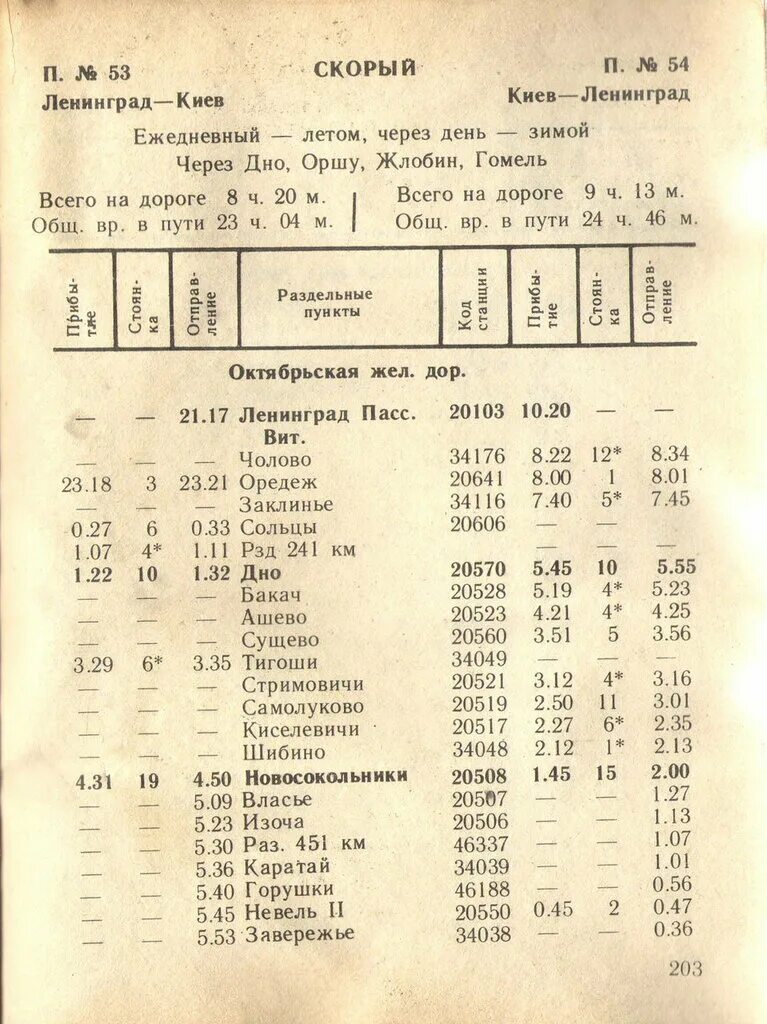 П. № 53 СКОРЫЙ П. № 54
Ленинград—Киев Киев—Ленинград
Ежедневный — летом, через день — зимой
Через Дно, Оршу, Жлобин, Гомель
Всего на дороге 8 ч. 20 м. Всего на дороге 9 ч. 13 м.
Общ. вр. в пути 23 ч. 04 м. Общ. вр. в пути 24 ч. 46 м.
Прибытие Стоянка Отправление Раздельные пункты Код станции Прибытие Стоянка Отправление
Октябрьская жел. дор.
— — 21.17 Ленинград Пасс. 20103 10.20 — —
Вит.
— — — Чолово 34176 8.22 12* 8.34
23.18 3 23.21 Оредеж 20641 8.00 1 8.01
— — — Заклинье 34116 7.40 5* 7.45
0.27 6 0.33 Сольцы 20606 — —
1.07 4* 1.11 Рзд 241 км — — —
1.22 10 1.32 Дно 20570 5.45 10 5.55
— — — Бакач 20528 5.19 4* 5.23
— — — Ашево 20523 4.21 4* 4.25
— — — Сущево 20560 3.51 5 3.56
3.29 6* 3.35 Тигоши 34049 — — —
— — — Стримовичи 20521 3.12 4* 3.16
— — — Самолуково 20519 2.50 11 3.01
— — — Киселевичи 20517 2.27 6* 2.35
— — — Шибино 34048 2.12 1* 2.13
4.31 19 4.50 Новосокольники 20508 1.45 15 2.00
— — 5.09 Власье 20507 — — 1.27
— — 5.23 Изоча 20506 — — 1.13
— — 5.30 Раз. 451 км 46337 — — 1.07
— — 5.36 Каратай 34039 — — 1.01
— — 5.40 Горушки 46188 — — 0.56
— — 5.45 Невель II 20550 0.45 2 0.47
— — 5.53 Завережье 34038 — — 0.36
203